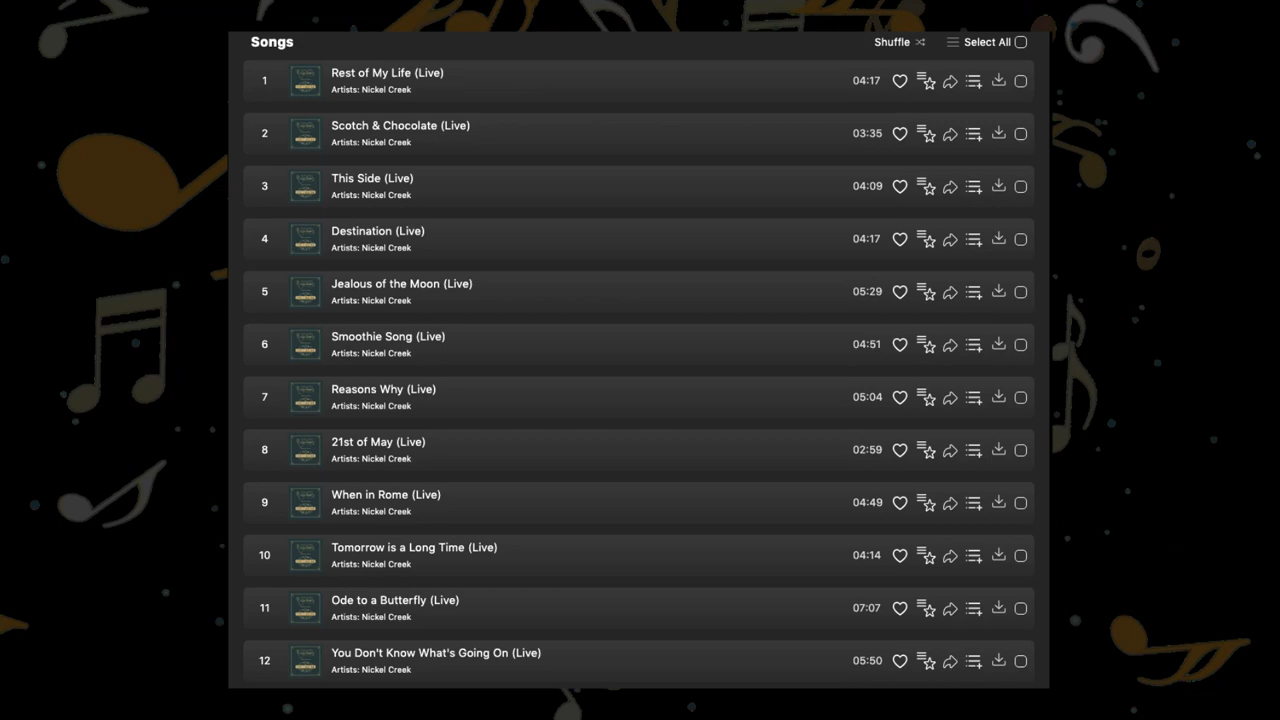 Songs
Shuffle
Select All
1
Rest of My Life (Live)
Artists: Nickel Creek
04:17
2
Scotch & Chocolate (Live)
Artists: Nickel Creek
03:35
3
This Side (Live)
Artists: Nickel Creek
04:09
4
Destination (Live)
Artists: Nickel Creek
04:17
5
Jealous of the Moon (Live)
Artists: Nickel Creek
05:29
6
Smoothie Song (Live)
Artists: Nickel Creek
04:51
7
Reasons Why (Live)
Artists: Nickel Creek
05:04
8
21st of May (Live)
Artists: Nickel Creek
02:59
9
When in Rome (Live)
Artists: Nickel Creek
04:49
10
Tomorrow is a Long Time (Live)
Artists: Nickel Creek
04:14
11
Ode to a Butterfly (Live)
Artists: Nickel Creek
07:07
12
You Don't Know What's Going On (Live)
Artists: Nickel Creek
05:50